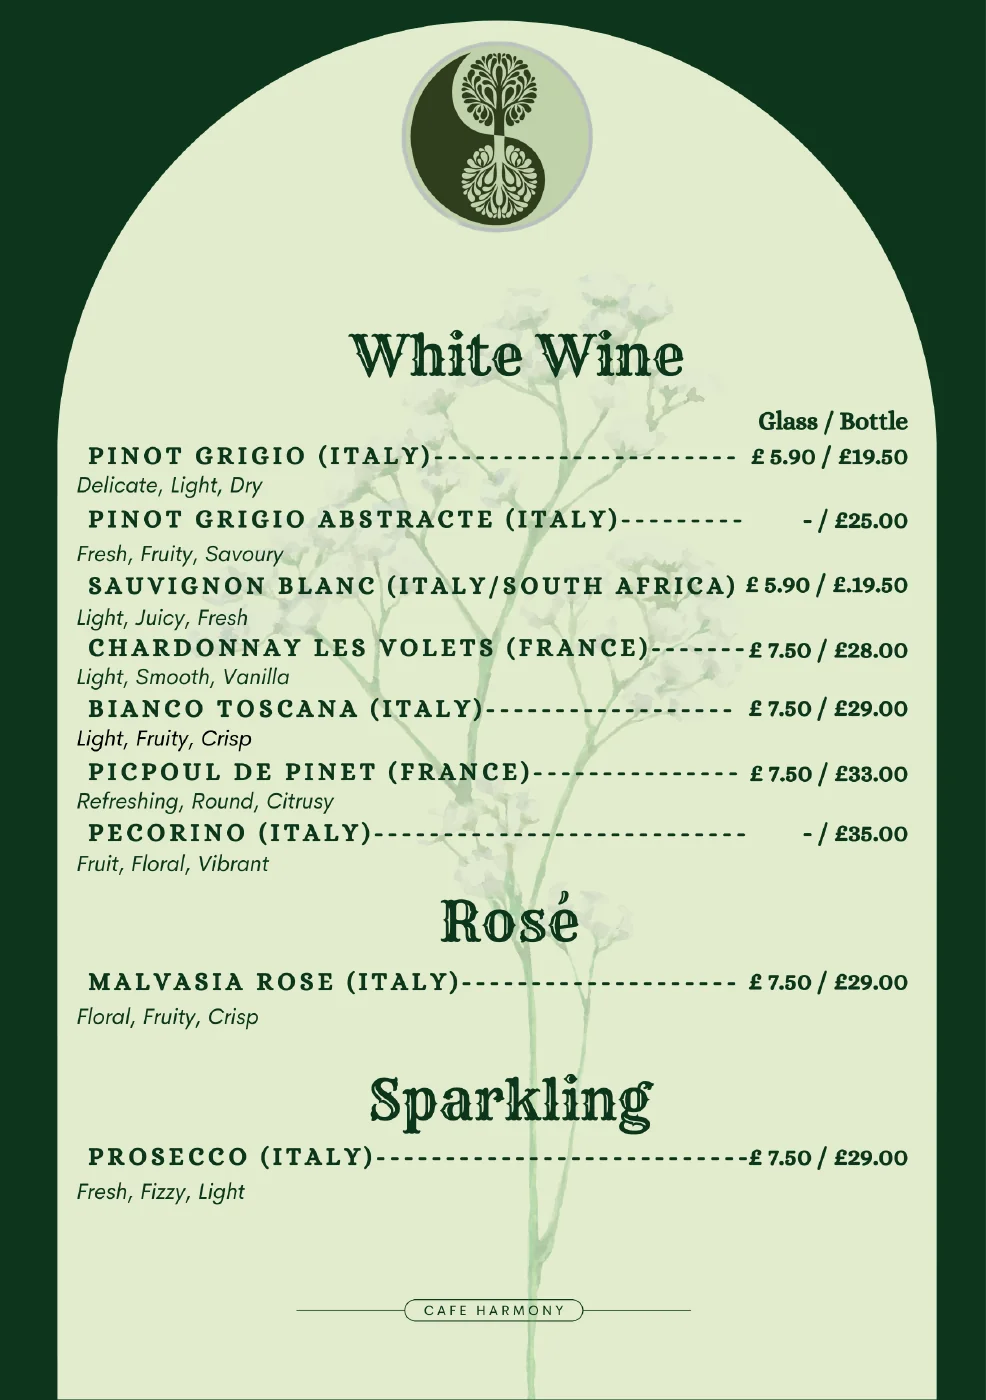 White Wine
Glass / Bottle
PINOT GRIGIO (ITALY)---------------------- £ 5.90 / £19.50
Delicate, Light, Dry
PINOT GRIGIO ABSTRACTE (ITALY)--------- - / £25.00
Fresh, Fruity, Savoury
SAUVIGNON BLANC (ITALY/SOUTH AFRICA) £ 5.90 / £.19.50
Light, Juicy, Fresh
CHARDONNAY LES VOLETS (FRANCE)-------£ 7.50 / £28.00
Light, Smooth, Vanilla
BIANCO TOSCANA (ITALY)------------------ £ 7.50 / £29.00
Light, Fruity, Crisp
PICPOUL DE PINET (FRANCE)--------------- £ 7.50 / £33.00
Refreshing, Round, Citrusy
PECORINO (ITALY)--------------------------- - / £35.00
Fruit, Floral, Vibrant
Rosé
MALVASIA ROSE (ITALY)-------------------- £ 7.50 / £29.00
Floral, Fruity, Crisp
Sparkling
PROSECCO (ITALY)---------------------------£ 7.50 / £29.00
Fresh, Fizzy, Light
CAFE HARMONY